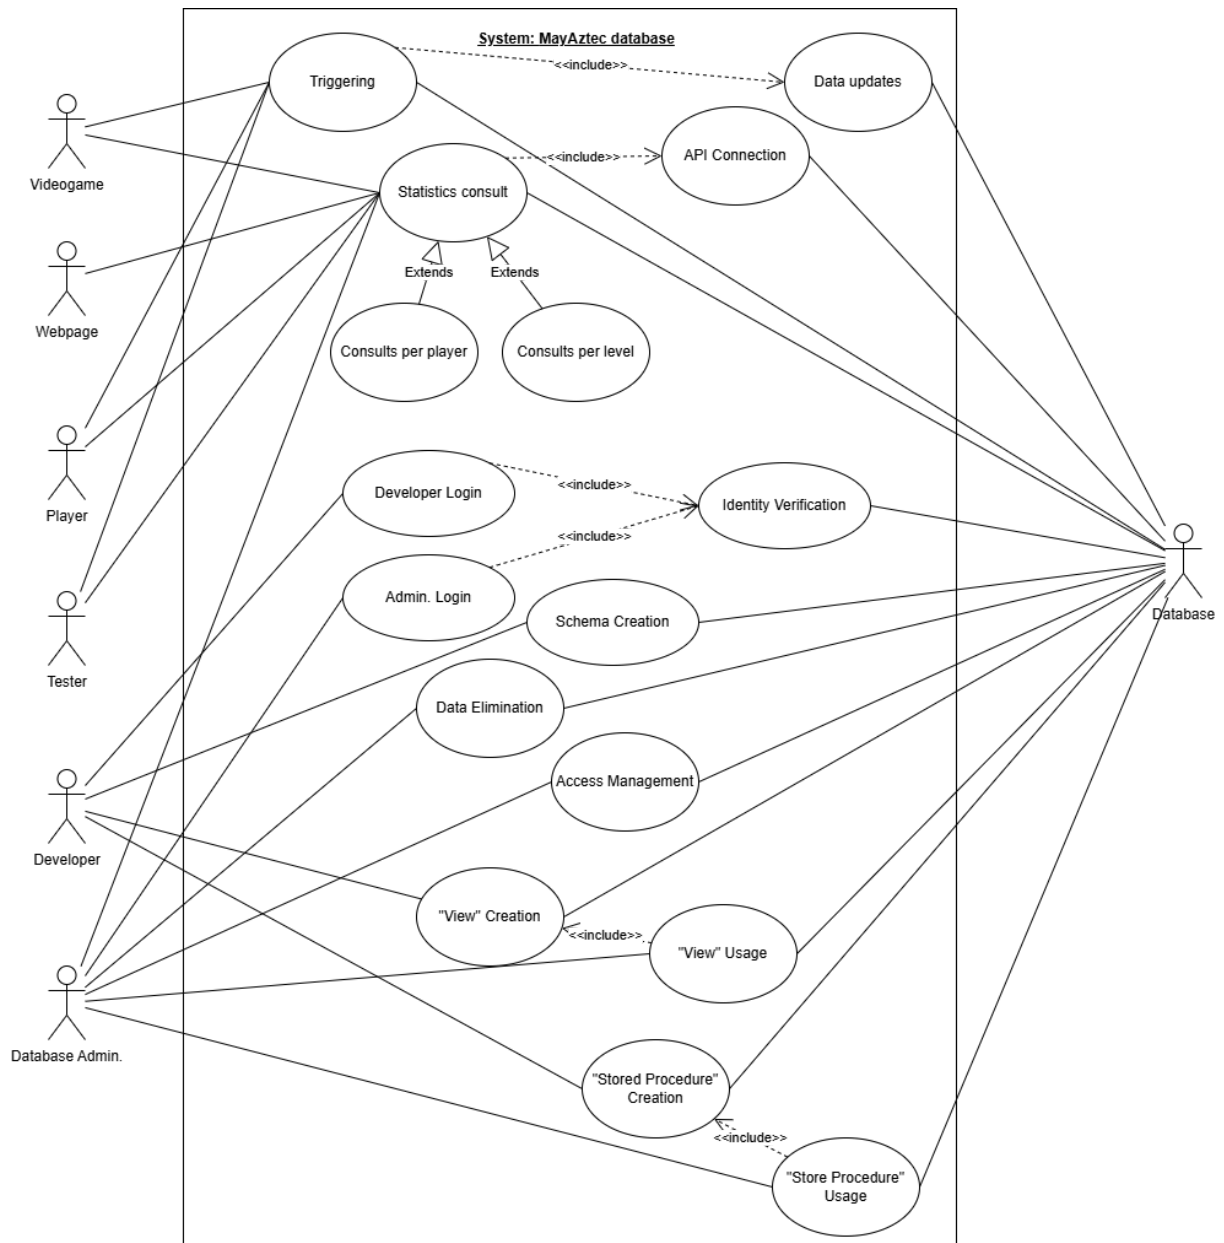 System: MayAztec database
Triggering
<<include>>
Data updates
Videogame
<<include>>
API Connection
Statistics consult
Webpage
Extends
Extends
Consults per player
Consults per level
Player
Developer Login
<<include>>
Identity Verification
<<include>>
Admin. Login
Tester
Schema Creation
Database
Data Elimination
Access Management
Developer
"View" Creation
<<include>>
"View" Usage
Database Admin.
"Stored Procedure"
Creation
<<include>>
"Store Procedure"
Usage